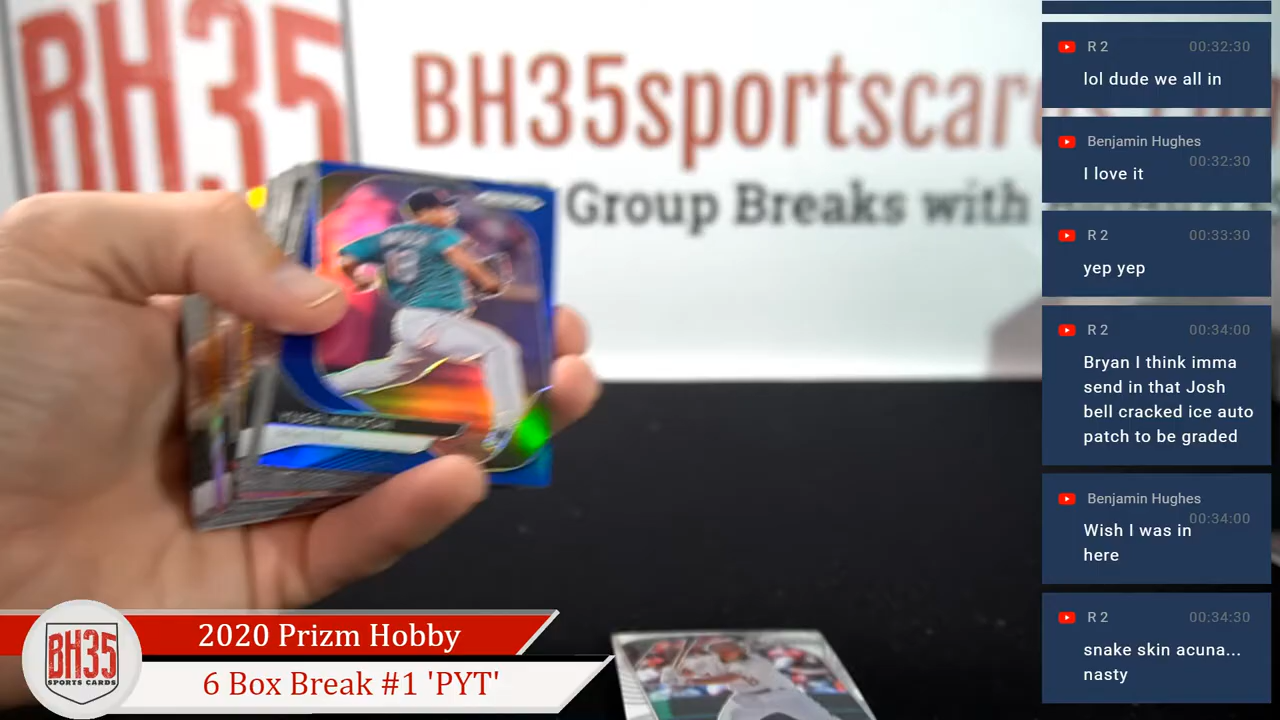 BH35
BH35sportscar
Group Breaks with
R 2 00:32:30
lol dude we all in
Benjamin Hughes
00:32:30
I love it
R 2 00:33:30
yep yep
R 2 00:34:00
Bryan I think imma
send in that Josh
bell cracked ice auto
patch to be graded
Benjamin Hughes
00:34:00
Wish I was in
here
R 2 00:34:30
snake skin acuna...
nasty
BH35
SPORTS CARDS
2020 Prizm Hobby
6 Box Break #1 'PYT'